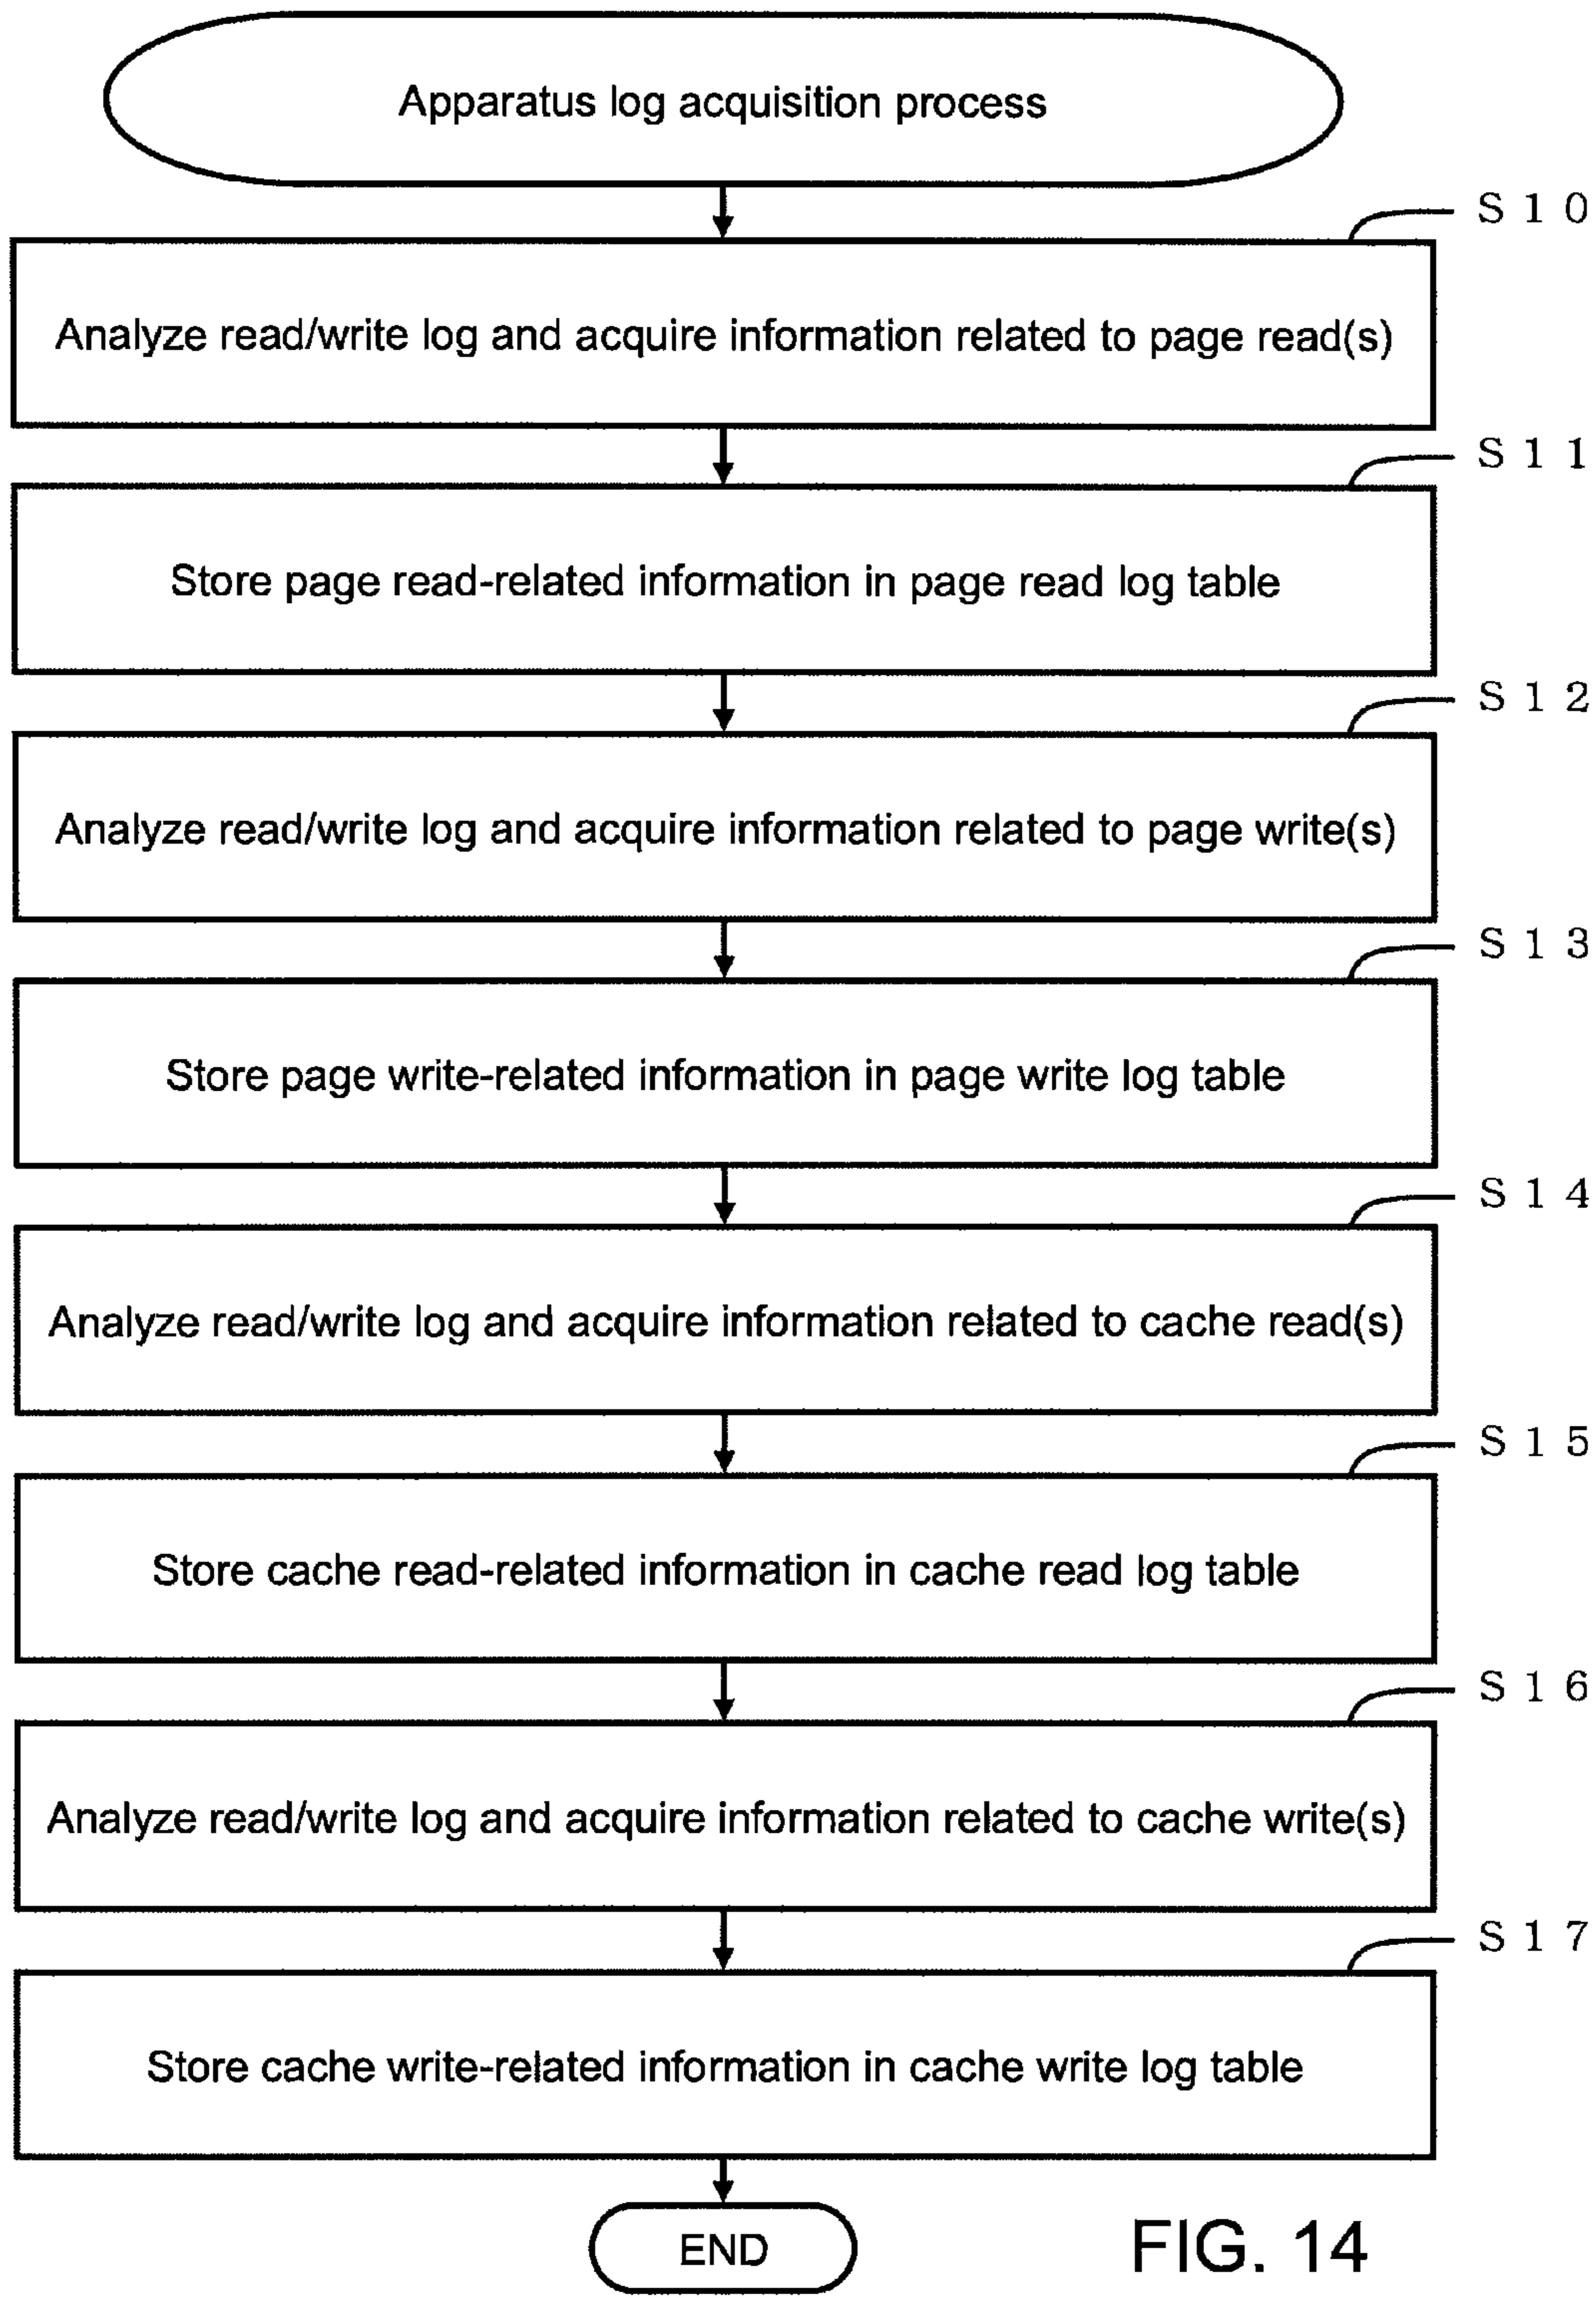 Apparatus log acquisition process
S10
Analyze read/write log and acquire information related to page read(s)
S11
Store page read-related information in page read log table
S12
Analyze read/write log and acquire information related to page write(s)
S13
Store page write-related information in page write log table
S14
Analyze read/write log and acquire information related to cache read(s)
S15
Store cache read-related information in cache read log table
S16
Analyze read/write log and acquire information related to cache write(s)
S17
Store cache write-related information in cache write log table
END
FIG. 14